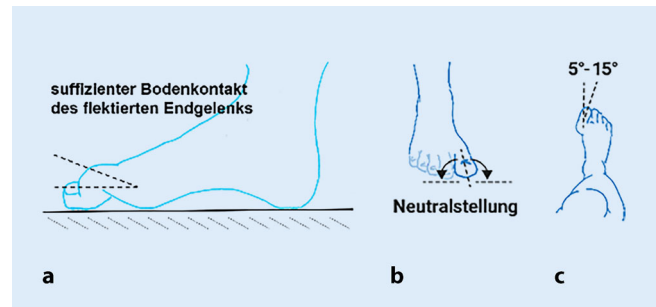 suffizienter Bodenkontakt
des flektierten Endgelenks
5°-15°
Neutralstellung
a
b
c